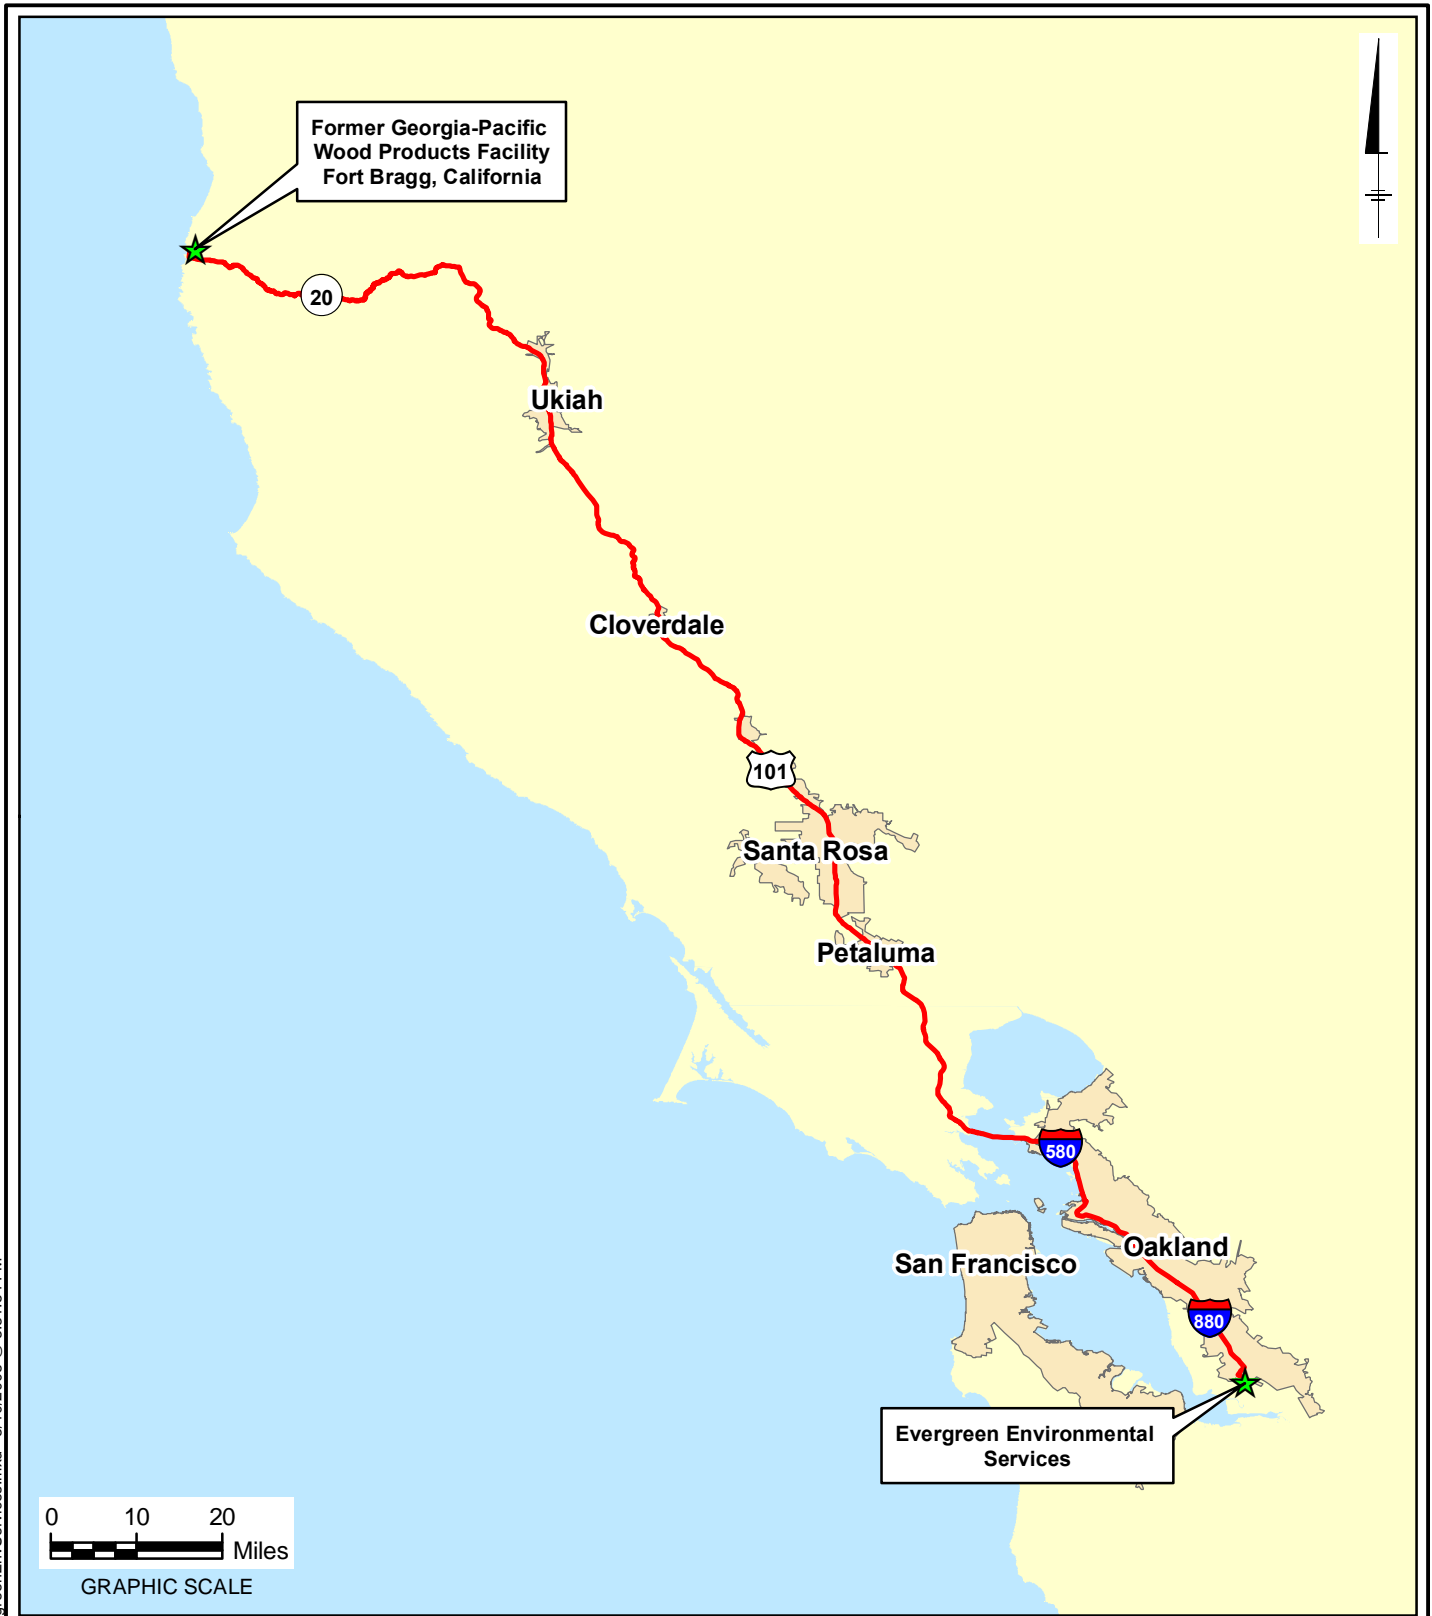 Former Georgia-Pacific
Wood Products Facility
Fort Bragg, California
20
Ukiah
Cloverdale
101
Santa Rosa
Petaluma
580
Oakland
San Francisco
880
Evergreen Environmental
Services
0 10 20
Miles
GRAPHIC SCALE